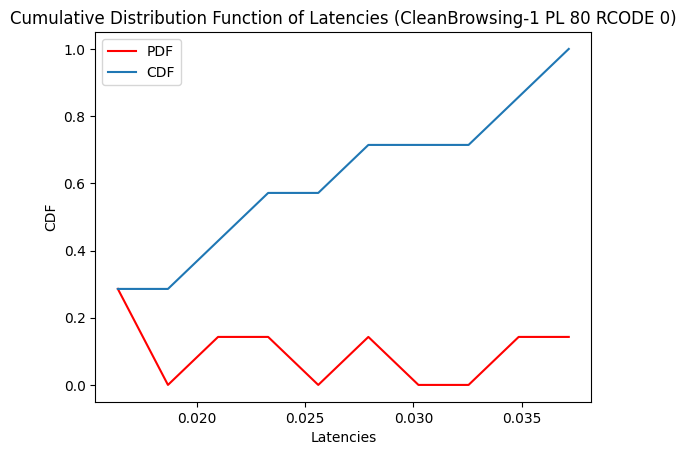 Cumulative Distribution Function of Latencies (CleanBrowsing-1 PL 80 RCODE 0)
PDF
CDF
1.0
0.8
0.6
0.4
0.2
0.0
CDF
0.020
0.025
0.030
0.035
Latencies